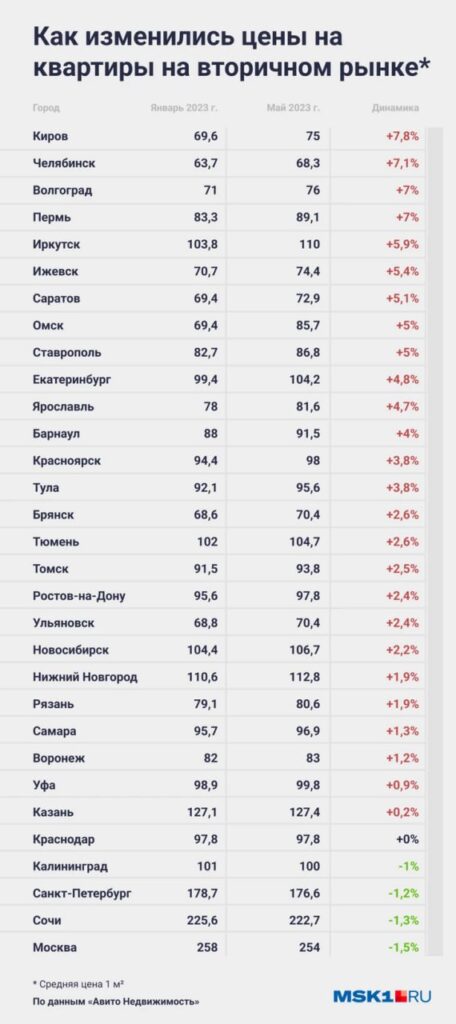 Как изменились цены на
квартиры на вторичном рынке*
Город Январь 2023 г. Май 2023 г. Динамика
Киров 69,6 75 +7,8%
Челябинск 63,7 68,3 +7,1%
Волгоград 71 76 +7%
Пермь 83,3 89,1 +7%
Иркутск 103,8 110 +5,9%
Ижевск 70,7 74,4 +5,4%
Саратов 69,4 72,9 +5,1%
Омск 69,4 85,7 +5%
Ставрополь 82,7 86,8 +5%
Екатеринбург 99,4 104,2 +4,8%
Ярославль 78 81,6 +4,7%
Барнаул 88 91,5 +4%
Красноярск 94,4 98 +3,8%
Тула 92,1 95,6 +3,8%
Брянск 68,6 70,4 +2,6%
Тюмень 102 104,7 +2,6%
Томск 91,5 93,8 +2,5%
Ростов-на-Дону 95,6 97,8 +2,4%
Ульяновск 68,8 70,4 +2,4%
Новосибирск 104,4 106,7 +2,2%
Нижний Новгород 110,6 112,8 +1,9%
Рязань 79,1 80,6 +1,9%
Самара 95,7 96,9 +1,3%
Воронеж 82 83 +1,2%
Уфа 98,9 99,8 +0,9%
Казань 127,1 127,4 +0,2%
Краснодар 97,8 97,8 +0%
Калининград 101 100 -1%
Санкт-Петербург 178,7 176,6 -1,2%
Сочи 225,6 222,7 -1,3%
Москва 258 254 -1,5%
* Средняя цена 1 м²
По данным «Авито Недвижимость»
MSK1.RU